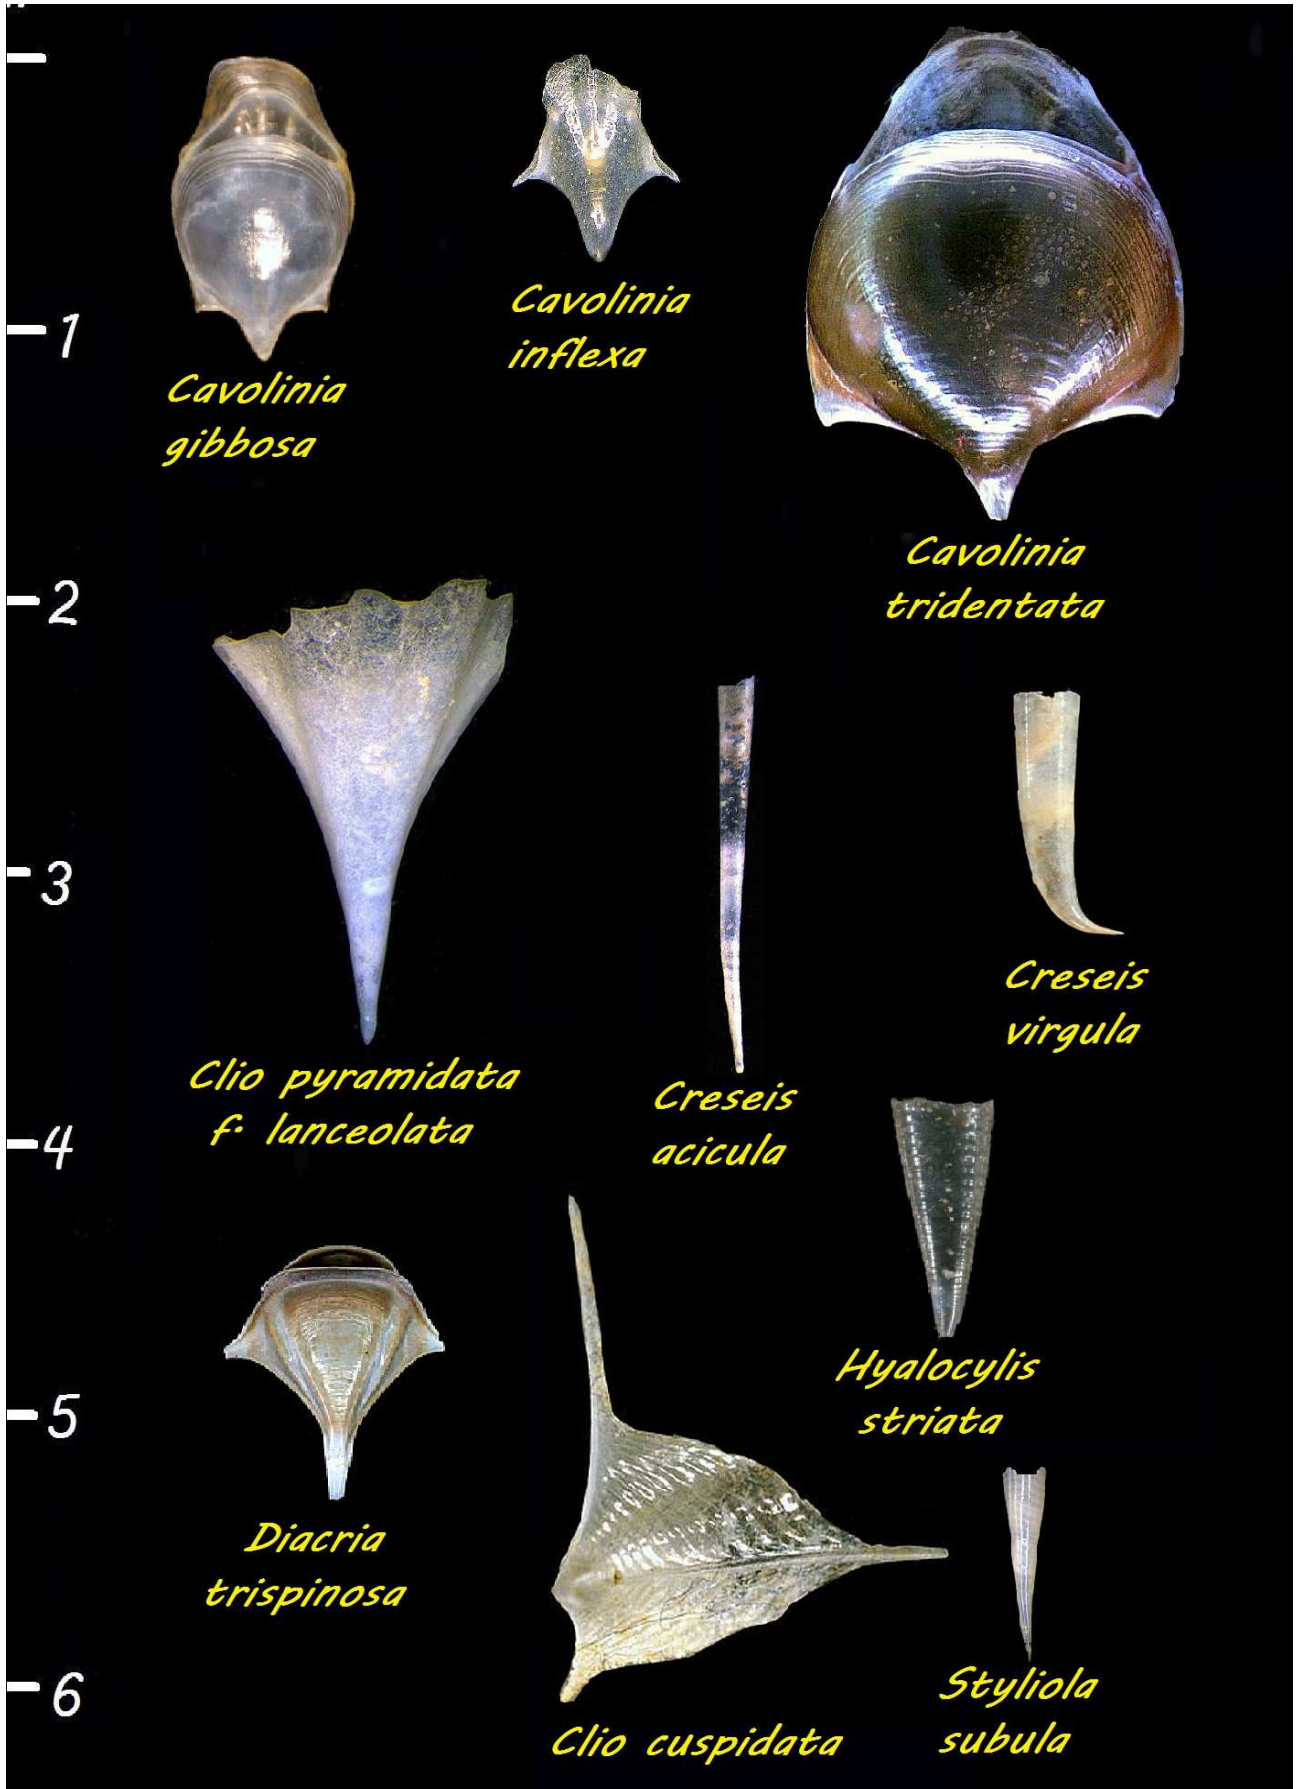 Cavolinia
gibbosa
Cavolinia
inflexa
Cavolinia
tridentata
1
2
3
4
5
6
Clio pyramidata
f. lanceolata
Creseis
acicula
Creseis
virgula
Hyalocylis
striata
Diacria
trispinosa
Clio cuspidata
Styliola
subula